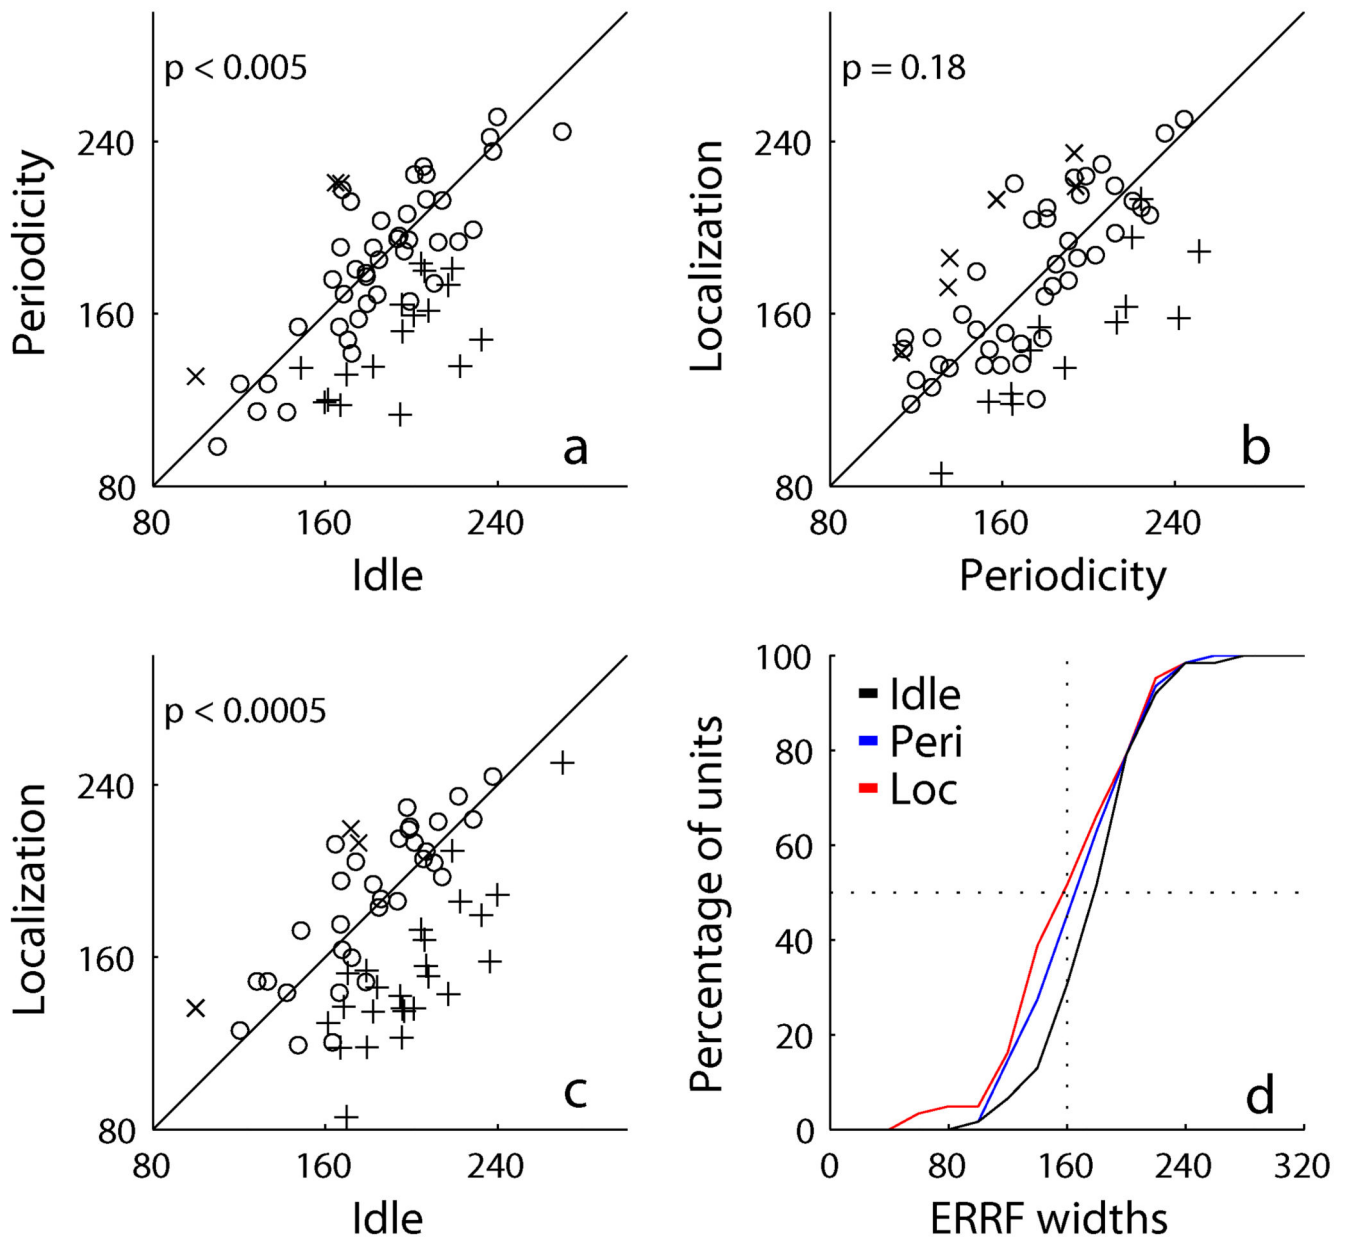 p < 0.005
Periodicity
240
160
80
a
80
160
240
Idle
p = 0.18
Localization
240
160
80
b
80
160
240
Periodicity
p < 0.0005
Localization
240
160
80
c
80
160
240
Idle
100
80
60
40
20
0
Percentage of units
Idle
Peri
Loc
d
0
80
160
240
320
ERRF widths